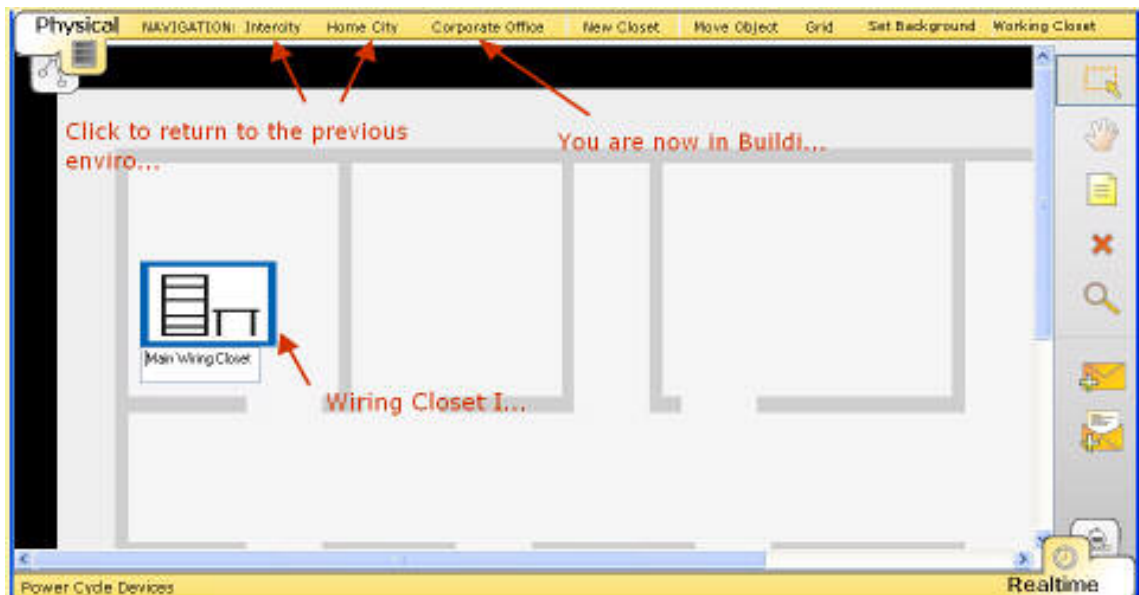 Physical NAVIGATION: Intercity Home City Corporate Office New Closet Move Object Grid Set Background Working Closet
Click to return to the previous
enviro...
You are now in Buildi...
Main Wiring Closet
Wiring Closet I...
Power Cycle Devices
Realtime